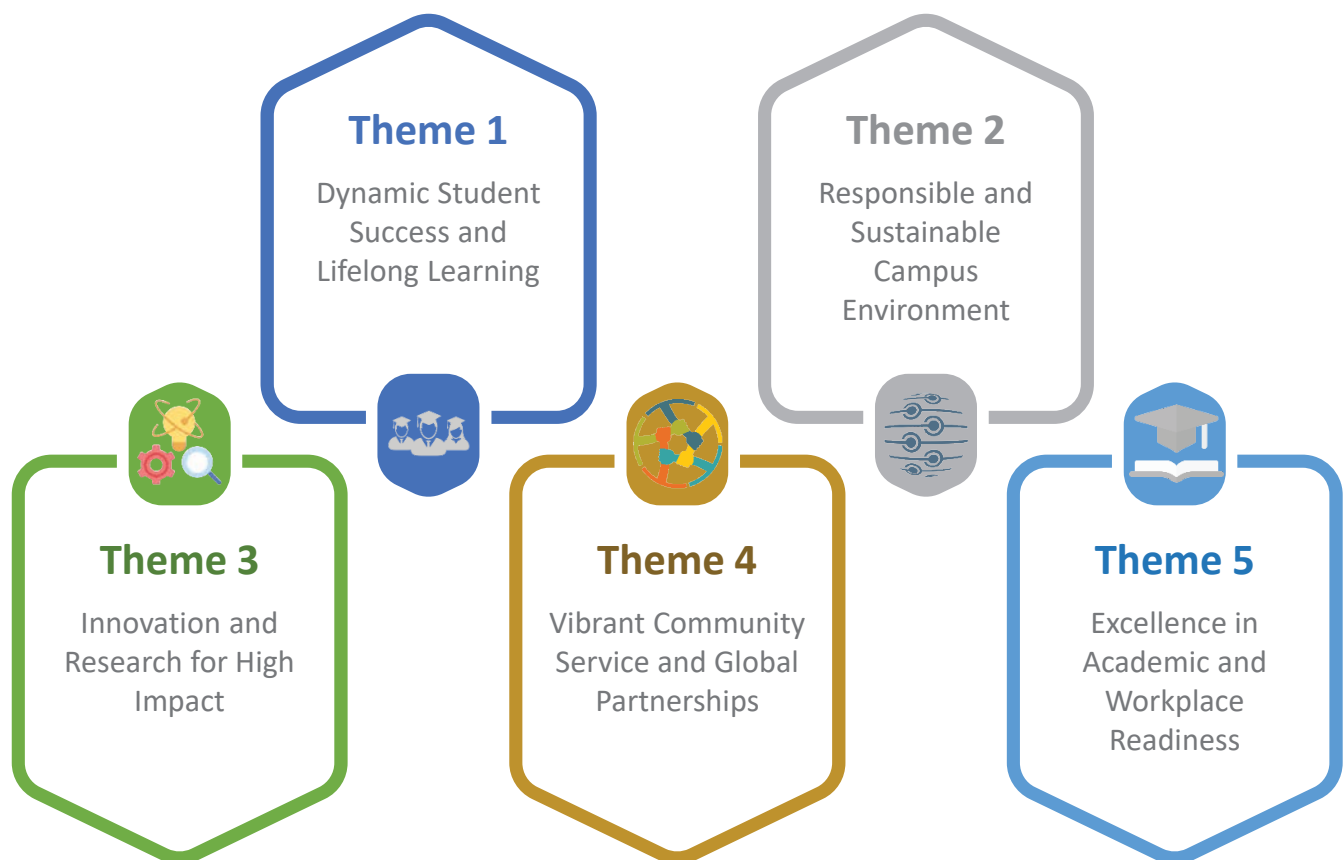 Theme 1
Dynamic Student
Success and
Lifelong Learning
Theme 2
Responsible and
Sustainable
Campus
Environment
Theme 3
Innovation and
Research for High
Impact
Theme 4
Vibrant Community
Service and Global
Partnerships
Theme 5
Excellence in
Academic and
Workplace
Readiness